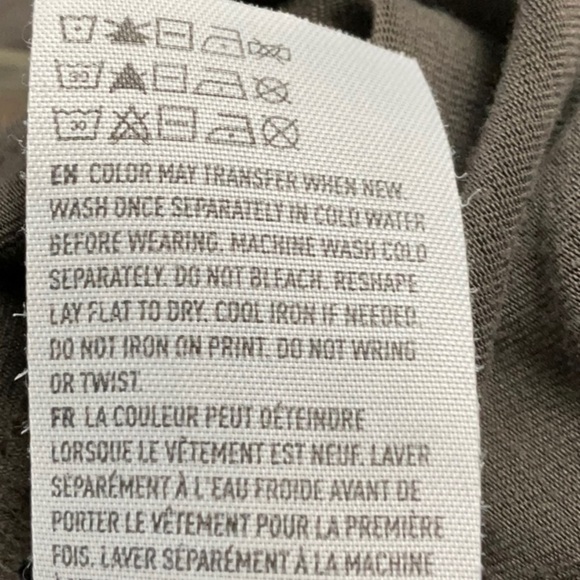 30
30
EN COLOR MAY TRANSFER WHEN NEW.
WASH ONCE SEPARATELY IN COLD WATER
BEFORE WEARING. MACHINE WASH COLD
SEPARATELY. DO NOT BLEACH. RESHAPE
LAY FLAT TO DRY. COOL IRON IF NEEDED.
DO NOT IRON ON PRINT. DO NOT WRING
OR TWIST.
FR LA COULEUR PEUT DÉTEINDRE
LORSQUE LE VÊTEMENT EST NEUF. LAVER
SÉPARÉMENT À L'EAU FROIDE AVANT DE
PORTER LE VÊTEMENT POUR LA PREMIÈRE
FOIS. LAVER SÉPARÉMENT À LA MACHINE